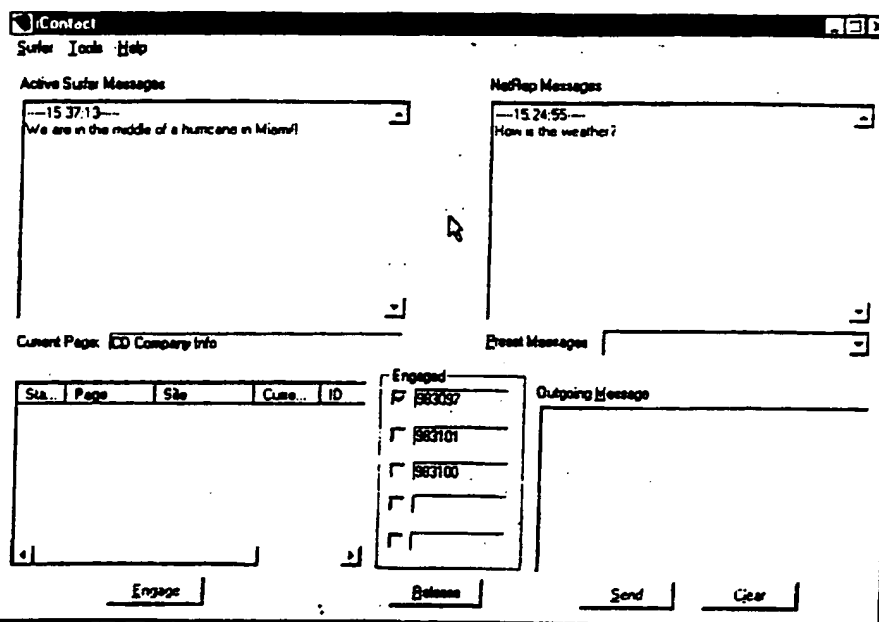 iContact
Surfer Tools Help
Active Surfer Messages
----15:37:13----
We are in the middle of a hurricane in Miami!!
NetRep Messages
----15:24:55----
How is the weather?
Current Page: CD Company Info
Preset Messages
Sta... Page Site Curre... ID
Engaged
983097
983101
983100
Outgoing Message
Engage
Release
Send Clear